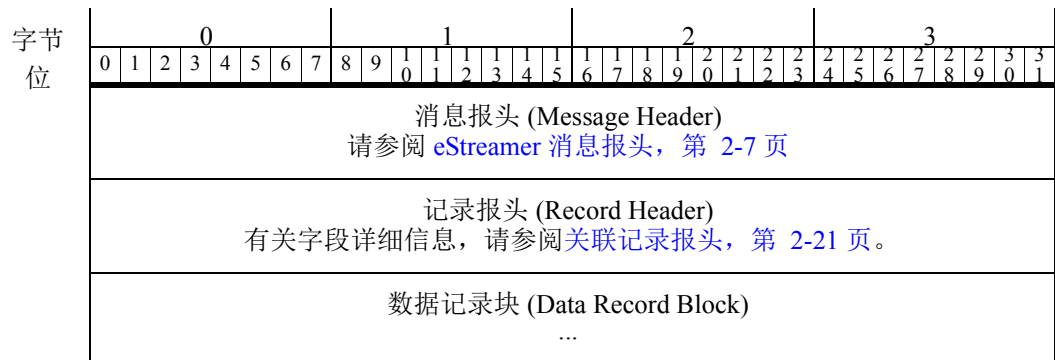 字节 0 1 2 3
位 0 1 2 3 4 5 6 7 8 9 10 11 12 13 14 15 16 17 18 19 20 21 22 23 24 25 26 27 28 29 30 31
消息报头 (Message Header)
请参阅 eStreamer 消息报头，第 2-7 页
记录报头 (Record Header)
有关字段详细信息，请参阅关联记录报头，第 2-21 页。
数据记录块 (Data Record Block)
...